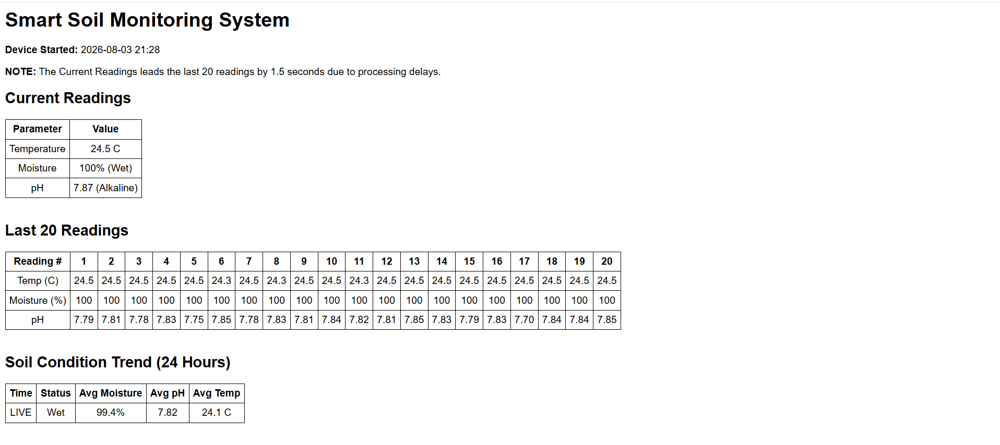 Smart Soil Monitoring System
Device Started: 2026-08-03 21:28
NOTE: The Current Readings leads the last 20 readings by 1.5 seconds due to processing delays.
Current Readings
Parameter Value
Temperature 24.5 C
Moisture 100% (Wet)
pH 7.87 (Alkaline)
Last 20 Readings
Reading # 1 2 3 4 5 6 7 8 9 10 11 12 13 14 15 16 17 18 19 20
Temp (C) 24.5 24.5 24.5 24.5 24.5 24.3 24.5 24.3 24.5 24.5 24.3 24.5 24.5 24.5 24.5 24.5 24.5 24.5 24.5 24.5
Moisture (%) 100 100 100 100 100 100 100 100 100 100 100 100 100 100 100 100 100 100 100 100
pH 7.79 7.81 7.78 7.83 7.75 7.85 7.78 7.83 7.81 7.84 7.82 7.81 7.85 7.83 7.79 7.83 7.70 7.84 7.84 7.85
Soil Condition Trend (24 Hours)
Time Status Avg Moisture Avg pH Avg Temp
LIVE Wet 99.4% 7.82 24.1 C